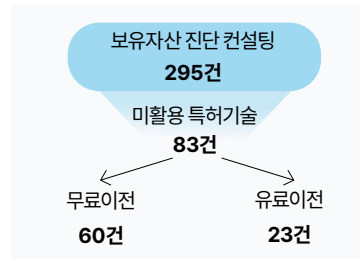 보유자산 진단 컨설팅
295건
미활용 특허기술
83건
무료이전
유료이전
60건
23건